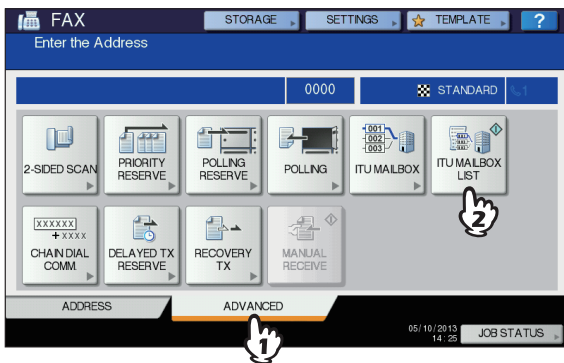 FAX
STORAGE
SETTINGS
TEMPLATE
?
Enter the Address
0000
STANDARD
1
2-SIDED SCAN
PRIORITY
RESERVE
POLLING
RESERVE
POLLING
001
002
003
ITU MAILBOX
ITU MAILBOX
LIST
2
XXXXXX
+XXXX
CHAIN DIAL
COMM.
DELAYED TX
RESERVE
RECOVERY
TX
MANUAL
RECEIVE
ADDRESS
ADVANCED
1
05/10/2013
14:25
JOB STATUS